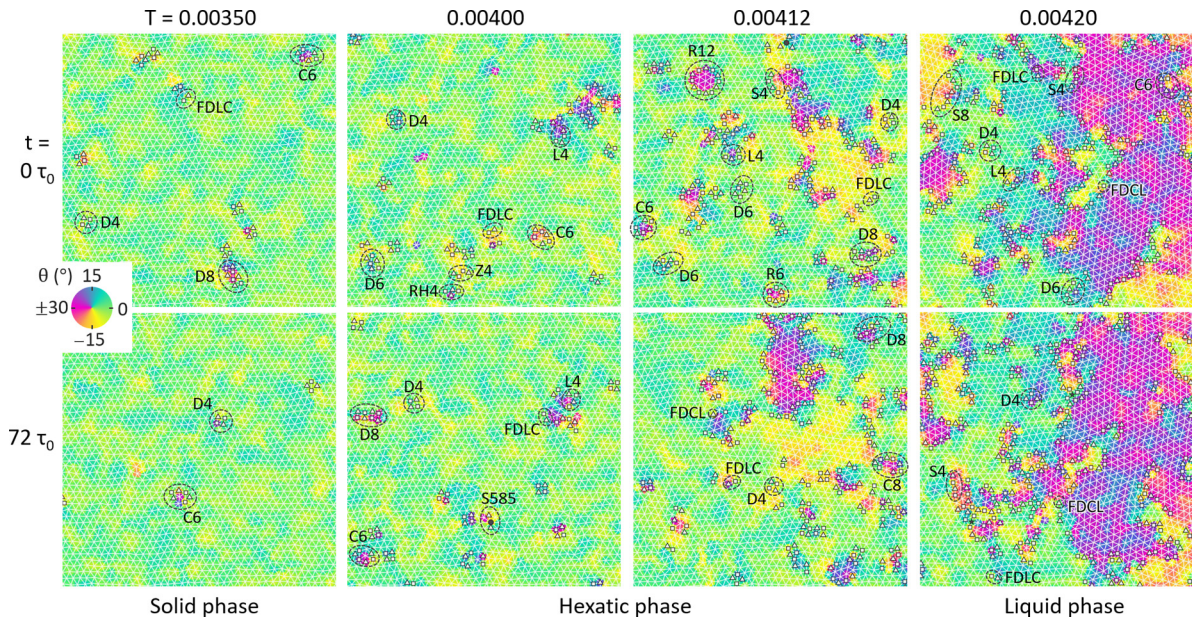 T = 0.00350 0.00400 0.00412 0.00420
t =
0 τ₀
C6
FDLC
D4
D8
D4
L4
FDLC
C6
D6
Z4
RH4
R12
S4
D4
L4
FDLC
D6
C6
D8
D6
R6
FDLC
S4
C6
S8
D4
L4
FDCL
D6
θ (°) 15
±30 0
−15
72 τ₀
D4
C6
D4
L4
D8
FDLC
S585
C6
D8
FDCL
FDLC
D4
C8
D4
S4
FDCL
FDLC
Solid phase Hexatic phase Liquid phase